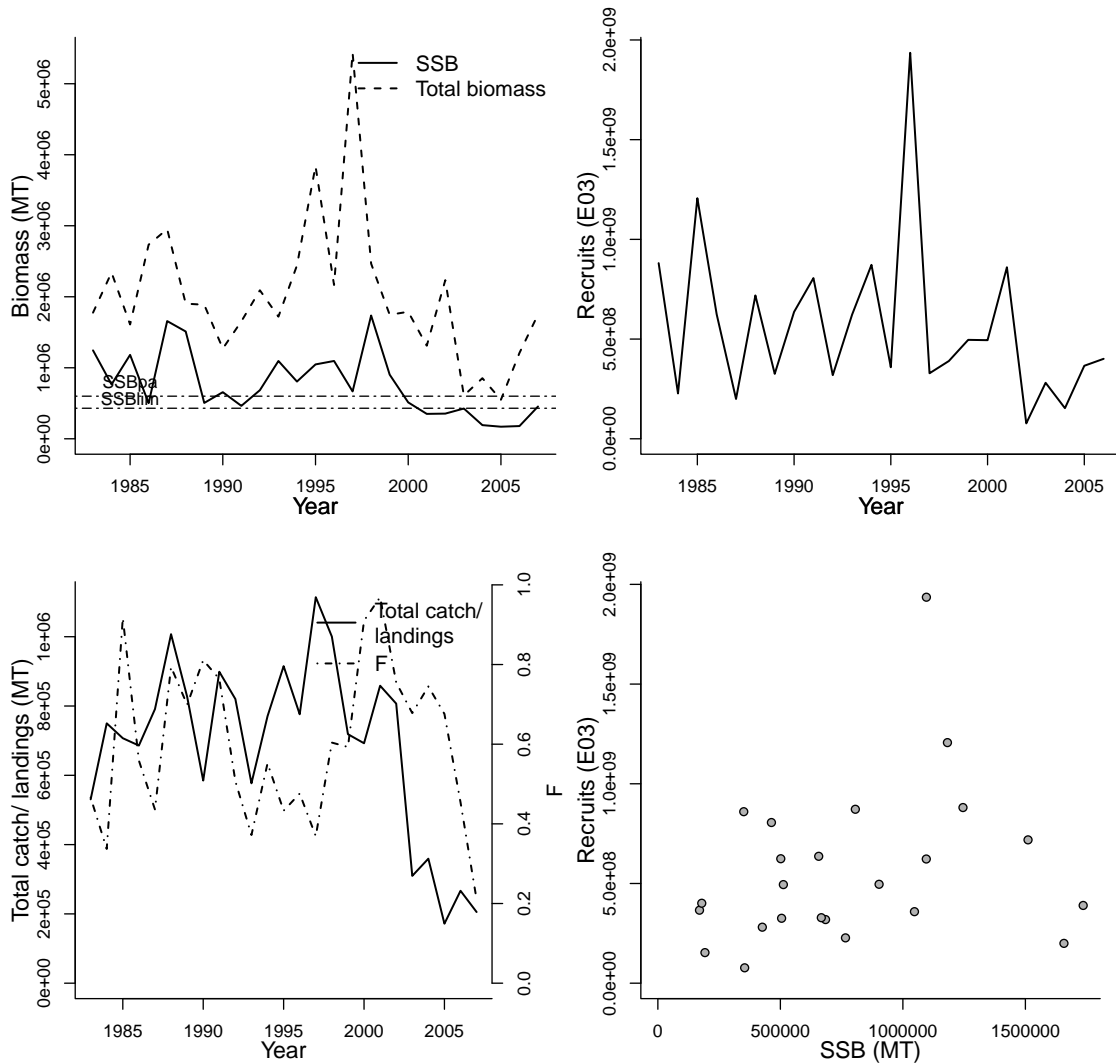 SSB
Total biomass
Biomass (MT)
0e+00
1e+06
2e+06
3e+06
4e+06
5e+06
SSBpa
SSBlim
1985
1990
1995
2000
2005
Year
Recruits (E03)
0.0e+00
5.0e+08
1.0e+09
1.5e+09
2.0e+09
1985
1990
1995
2000
2005
Year
Total catch/
landings
F
Total catch/ landings (MT)
0e+00
2e+05
4e+05
6e+05
8e+05
1e+06
0.0
0.2
0.4
0.6
0.8
1.0
F
1985
1990
1995
2000
2005
Year
Recruits (E03)
0.0e+00
5.0e+08
1.0e+09
1.5e+09
2.0e+09
0
500000
1000000
1500000
SSB (MT)